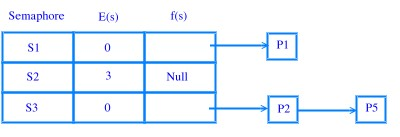 Semaphore E(s) f(s)
S1 0 P1
S2 3 Null
S3 0 P2 P5